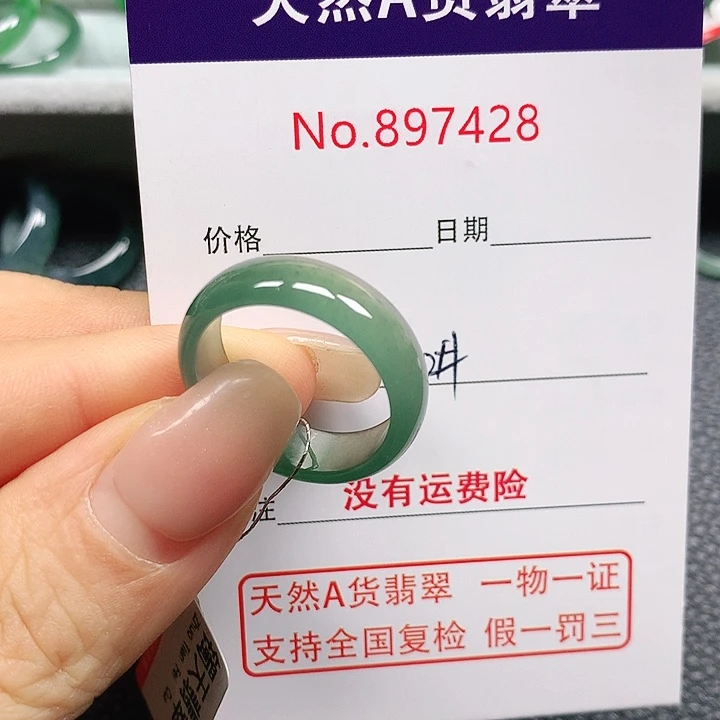 天然A货翡翠
No.897428
价格 日期
没有运费险
注
天然A货翡翠 一物一证
支持全国复检 假一罚三